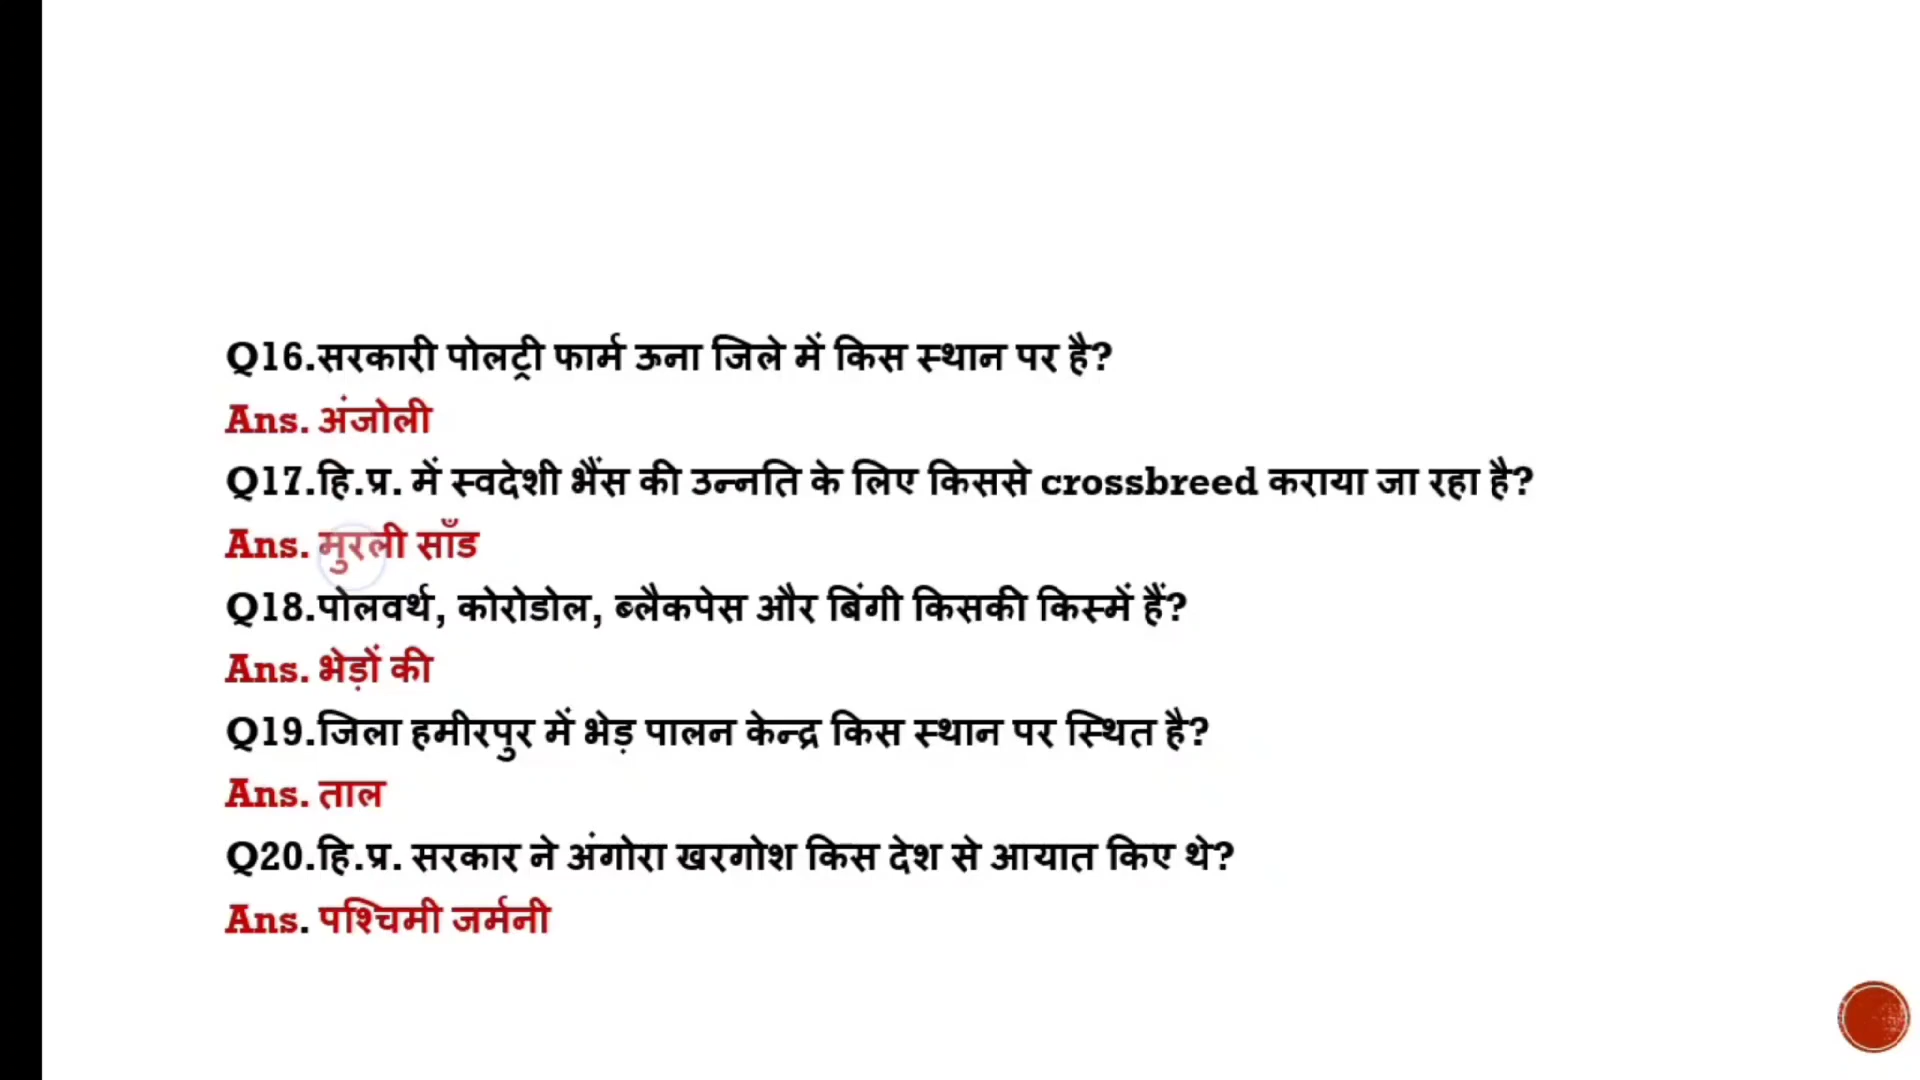 Q16.सरकारी पोलट्री फार्म ऊना जिले में किस स्थान पर है?
Ans. अंजोली
Q17.हि.प्र. में स्वदेशी भैंस की उन्नति के लिए किससे crossbreed कराया जा रहा है?
Ans. मुरली साँड
Q18.पोलवर्थ, कोरोडोल, ब्लैकपेस और बिंगी किसकी किस्में हैं?
Ans. भेड़ों की
Q19.जिला हमीरपुर में भेड़ पालन केन्द्र किस स्थान पर स्थित है?
Ans. ताल
Q20.हि.प्र. सरकार ने अंगोरा खरगोश किस देश से आयात किए थे?
Ans. पश्चिमी जर्मनी